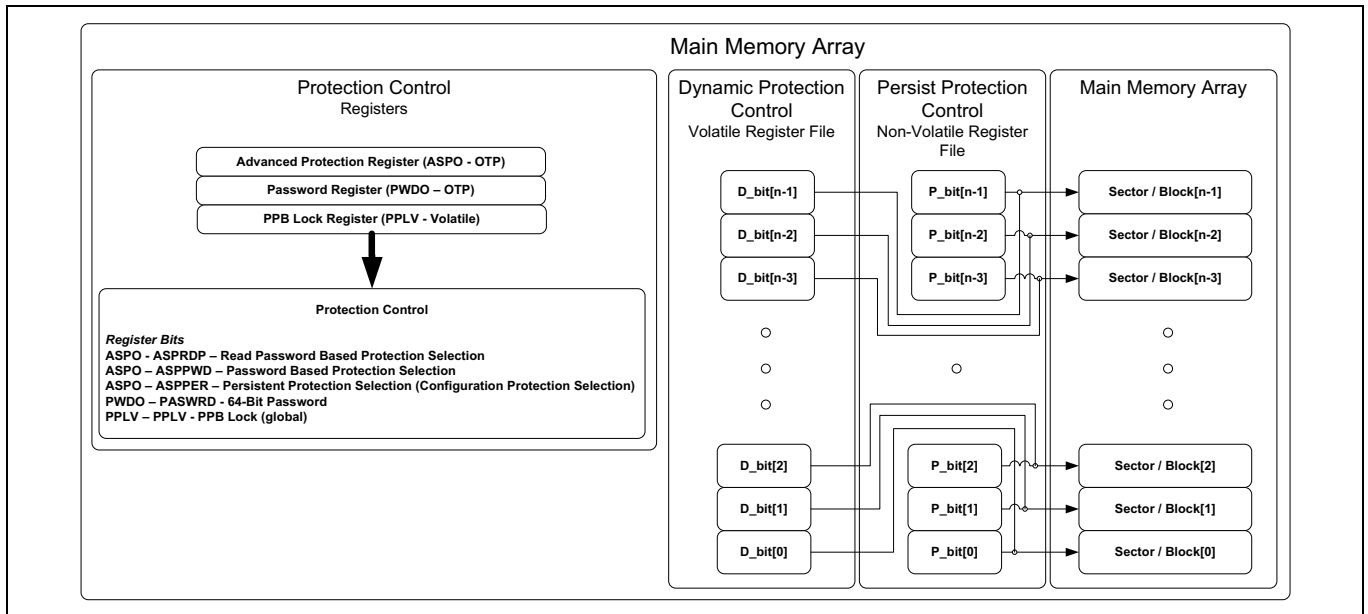 Main Memory Array
Protection Control
Registers
Advanced Protection Register (ASPO - OTP)
Password Register (PWDO – OTP)
PPB Lock Register (PPLV - Volatile)
Protection Control
Register Bits
ASPO - ASPRDP – Read Password Based Protection Selection
ASPO – ASPPWD – Password Based Protection Selection
ASPO – ASPPER – Persistent Protection Selection (Configuration Protection Selection)
PWDO – PASWRD - 64-Bit Password
PPLV – PPLV - PPB Lock (global)
Dynamic Protection
Control
Volatile Register File
D_bit[n-1]
D_bit[n-2]
D_bit[n-3]
D_bit[2]
D_bit[1]
D_bit[0]
Persist Protection
Control
Non-Volatile Register
File
P_bit[n-1]
P_bit[n-2]
P_bit[n-3]
P_bit[2]
P_bit[1]
P_bit[0]
Main Memory Array
Sector / Block[n-1]
Sector / Block[n-2]
Sector / Block[n-3]
Sector / Block[2]
Sector / Block[1]
Sector / Block[0]